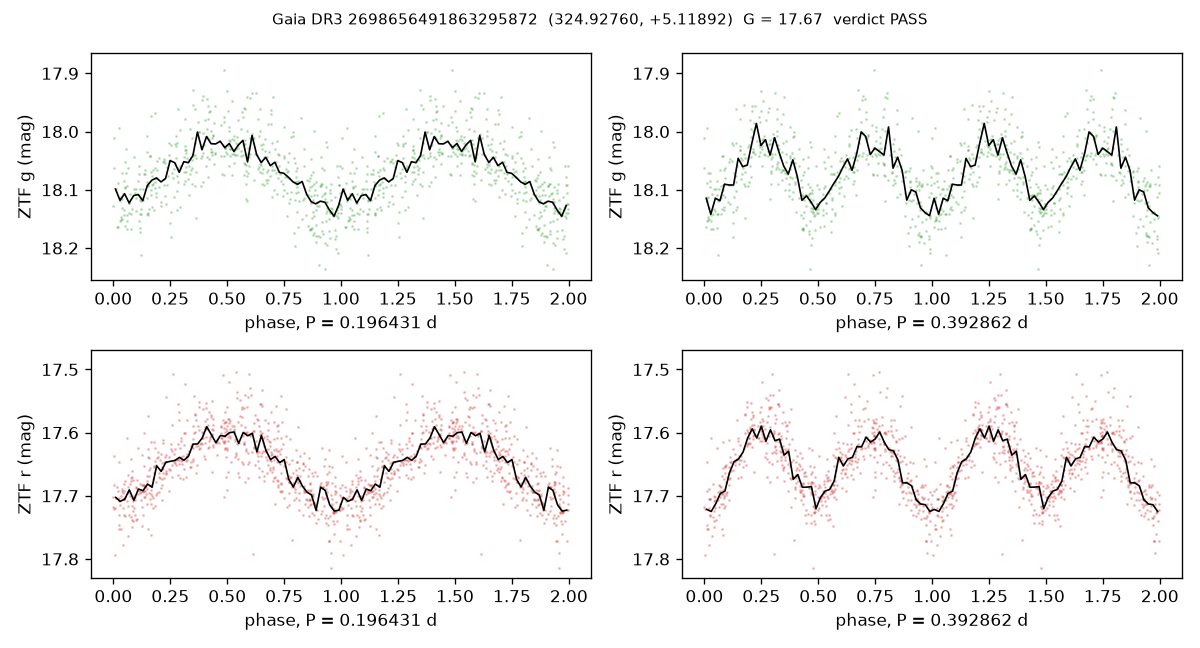 Gaia DR3 2698656491863295872 (324.92760, +5.11892) G = 17.67 verdict PASS
ZTF g (mag)
17.9
18.0
18.1
18.2
0.00 0.25 0.50 0.75 1.00 1.25 1.50 1.75 2.00
phase, P = 0.196431 d
ZTF g (mag)
17.9
18.0
18.1
18.2
0.00 0.25 0.50 0.75 1.00 1.25 1.50 1.75 2.00
phase, P = 0.392862 d
ZTF r (mag)
17.5
17.6
17.7
17.8
0.00 0.25 0.50 0.75 1.00 1.25 1.50 1.75 2.00
phase, P = 0.196431 d
ZTF r (mag)
17.5
17.6
17.7
17.8
0.00 0.25 0.50 0.75 1.00 1.25 1.50 1.75 2.00
phase, P = 0.392862 d